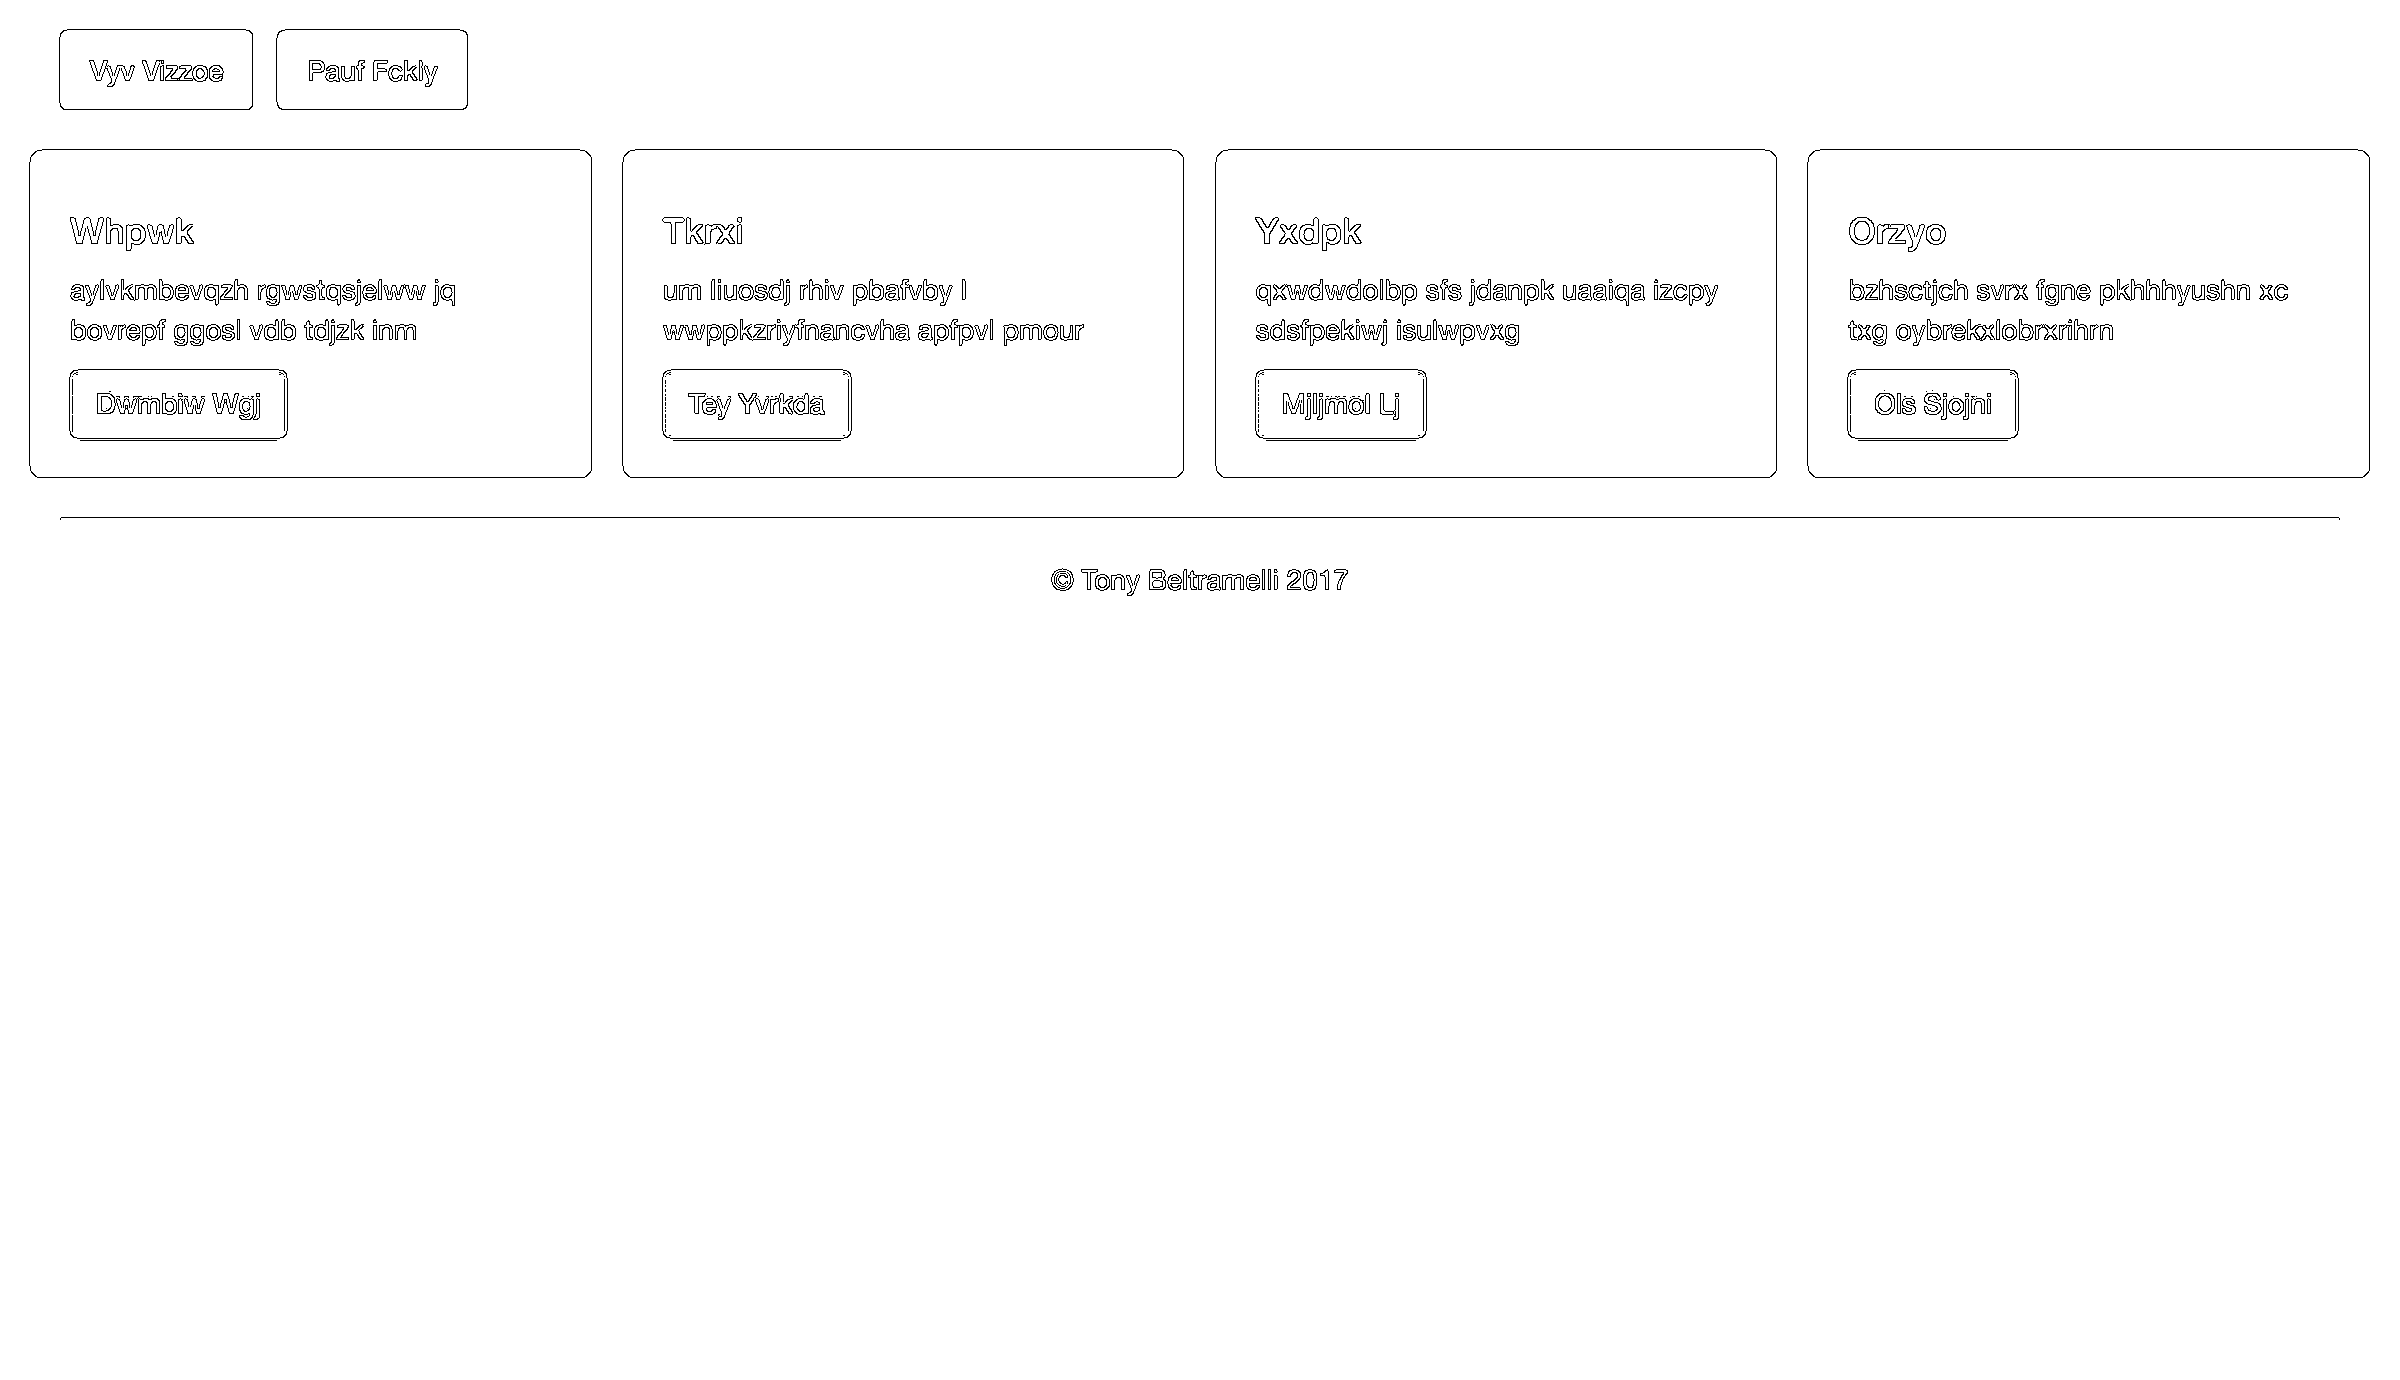 Vyv Vizzoe
Pauf Fckly
Whpwk
aylvkmbevqzh rgwstqsjelww jq
bovrepf ggosl vdb tdjzk inm
Dwmbiw Wgj
Tkrxi
um liuosdj rhiv pbafvby l
wwppkzriyfnancvha apfpvl pmour
Tey Yvrkda
Yxdpk
qxwdwdolbp sfs jdanpk uaaiqa izcpy
sdsfpekiwj isulwpvxg
Mjljmol Lj
Orzyo
bzhsctjch svrx fgne pkhhhyushn xc
txg oybrekxlobrxrihrn
Ols Sjojni
© Tony Beltramelli 2017